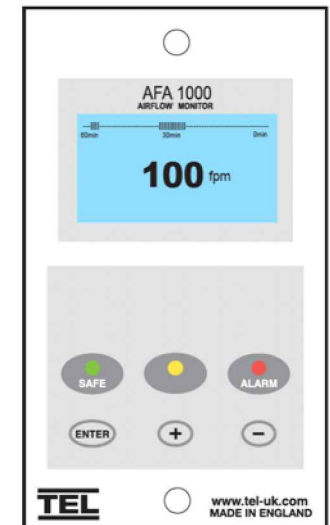 AFA 1000
AIRFLOW MONITOR
60min 30min 0min
100 fpm
SAFE ALARM
ENTER + −
TEL www.tel-uk.com
MADE IN ENGLAND